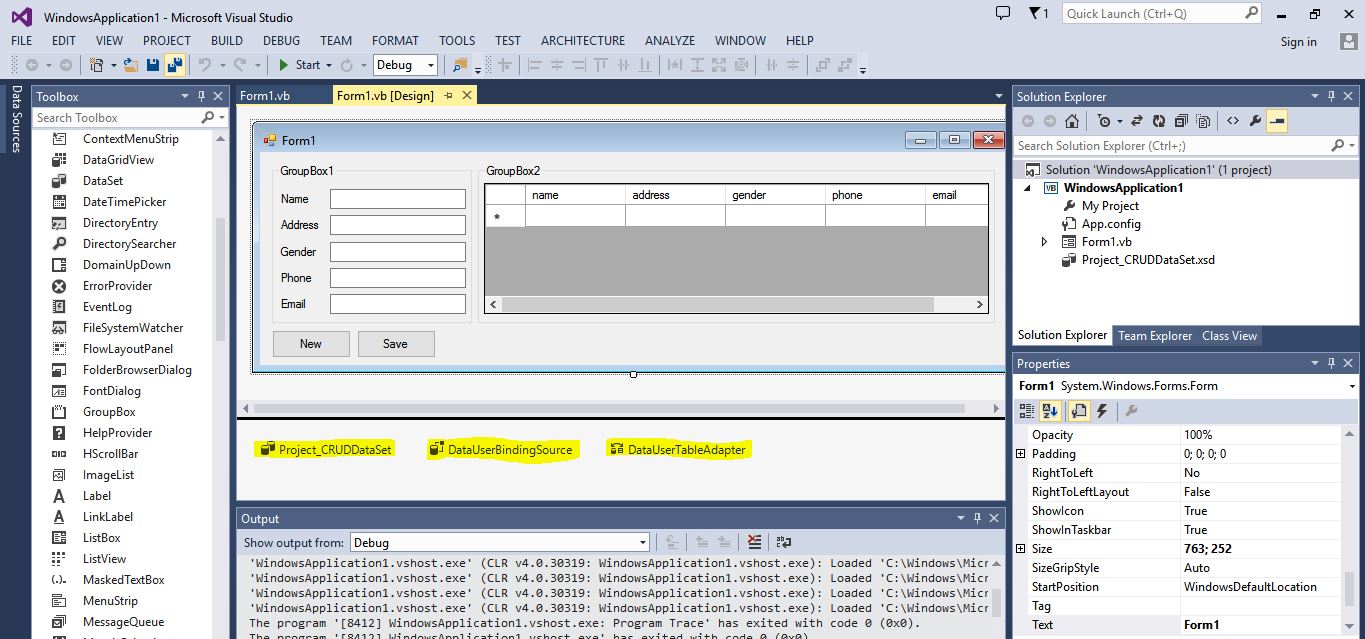 WindowsApplication1 - Microsoft Visual Studio
1
Quick Launch (Ctrl+Q)
FILE EDIT VIEW PROJECT BUILD DEBUG TEAM FORMAT TOOLS TEST ARCHITECTURE ANALYZE WINDOW HELP
Sign in
Start Debug
Data Sources
Toolbox
Search Toolbox
ContextMenuStrip
DataGridView
DataSet
DateTimePicker
DirectoryEntry
DirectorySearcher
DomainUpDown
ErrorProvider
EventLog
FileSystemWatcher
FlowLayoutPanel
FolderBrowserDialog
FontDialog
GroupBox
HelpProvider
HScrollBar
ImageList
Label
LinkLabel
ListBox
ListView
MaskedTextBox
MenuStrip
MessageQueue
Form1.vb Form1.vb [Design]
Form1
GroupBox1
Name
Address
Gender
Phone
Email
New Save
GroupBox2
name address gender phone email
Project_CRUDDataSet DataUserBindingSource DataUserTableAdapter
Output
Show output from: Debug
'WindowsApplication1.vshost.exe' (CLR v4.0.30319: WindowsApplication1.vshost.exe): Loaded 'C:\Windows\Micr
'WindowsApplication1.vshost.exe' (CLR v4.0.30319: WindowsApplication1.vshost.exe): Loaded 'C:\Windows\Micr
'WindowsApplication1.vshost.exe' (CLR v4.0.30319: WindowsApplication1.vshost.exe): Loaded 'C:\Windows\Micr
'WindowsApplication1.vshost.exe' (CLR v4.0.30319: WindowsApplication1.vshost.exe): Loaded 'C:\Windows\Micr
The program '[8412] WindowsApplication1.vshost.exe: Program Trace' has exited with code 0 (0x0).
The program '[8412] WindowsApplication1.vshost.exe' has exited with code 0 (0x0).
Solution Explorer
Search Solution Explorer (Ctrl+;)
Solution 'WindowsApplication1' (1 project)
WindowsApplication1
My Project
App.config
Form1.vb
Project_CRUDDataSet.xsd
Solution Explorer Team Explorer Class View
Properties
Form1 System.Windows.Forms.Form
Opacity 100%
Padding 0; 0; 0; 0
RightToLeft No
RightToLeftLayout False
ShowIcon True
ShowInTaskbar True
Size 763; 252
SizeGripStyle Auto
StartPosition WindowsDefaultLocation
Tag
Text Form1